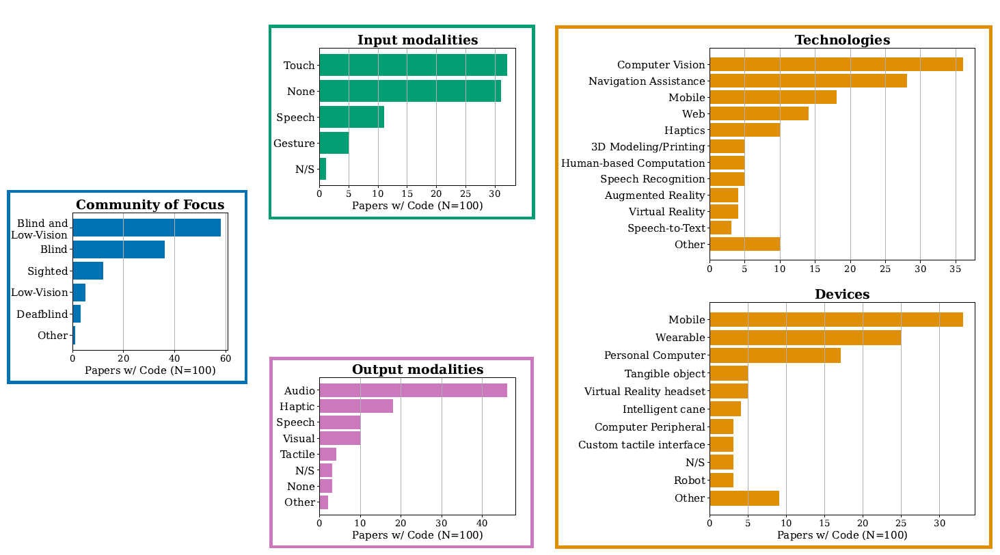 Community of Focus
Blind and
Low-Vision
Blind
Sighted
Low-Vision
Deafblind
Other
0 20 40 60
Papers w/ Code (N=100)
Input modalities
Touch
None
Speech
Gesture
N/S
0 5 10 15 20 25 30
Papers w/ Code (N=100)
Output modalities
Audio
Haptic
Speech
Visual
Tactile
N/S
None
Other
0 10 20 30 40
Papers w/ Code (N=100)
Technologies
Computer Vision
Navigation Assistance
Mobile
Web
Haptics
3D Modeling/Printing
Human-based Computation
Speech Recognition
Augmented Reality
Virtual Reality
Speech-to-Text
Other
0 5 10 15 20 25 30 35
Devices
Mobile
Wearable
Personal Computer
Tangible object
Virtual Reality headset
Intelligent cane
Computer Peripheral
Custom tactile interface
N/S
Robot
Other
0 5 10 15 20 25 30
Papers w/ Code (N=100)